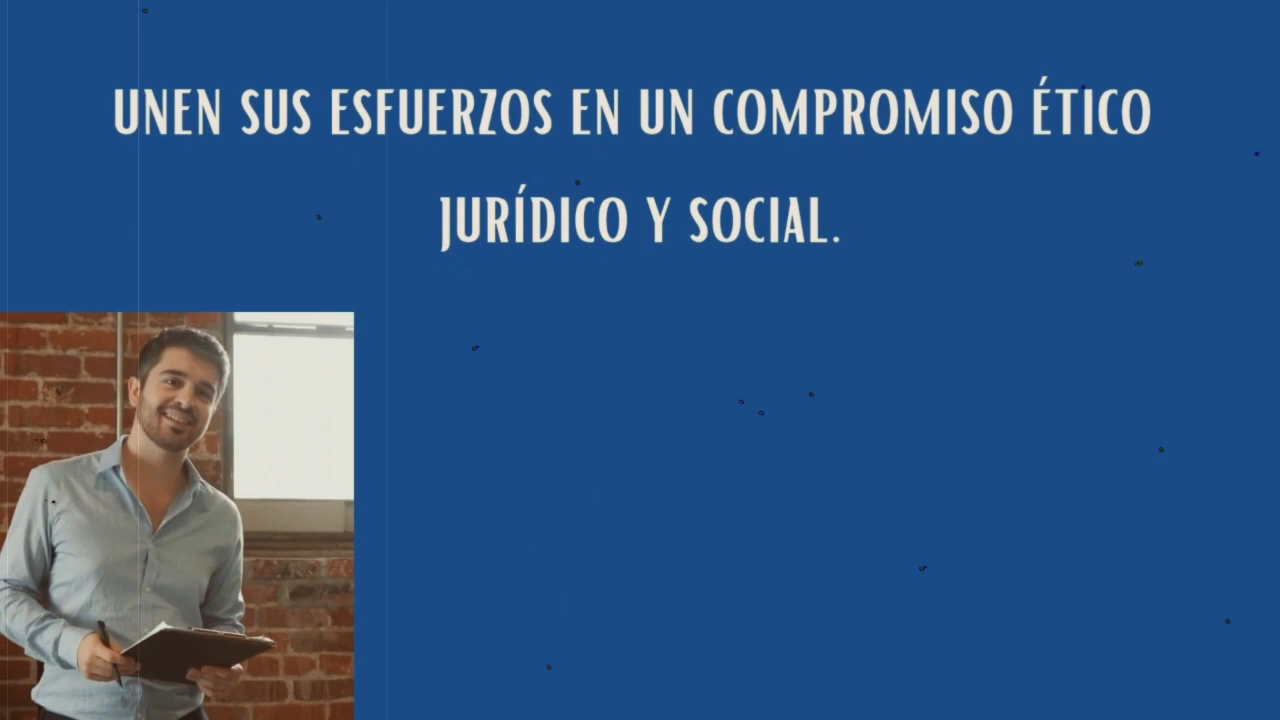 UNEN SUS ESFUERZOS EN UN COMPROMISO ÉTICO
JURÍDICO Y SOCIAL.